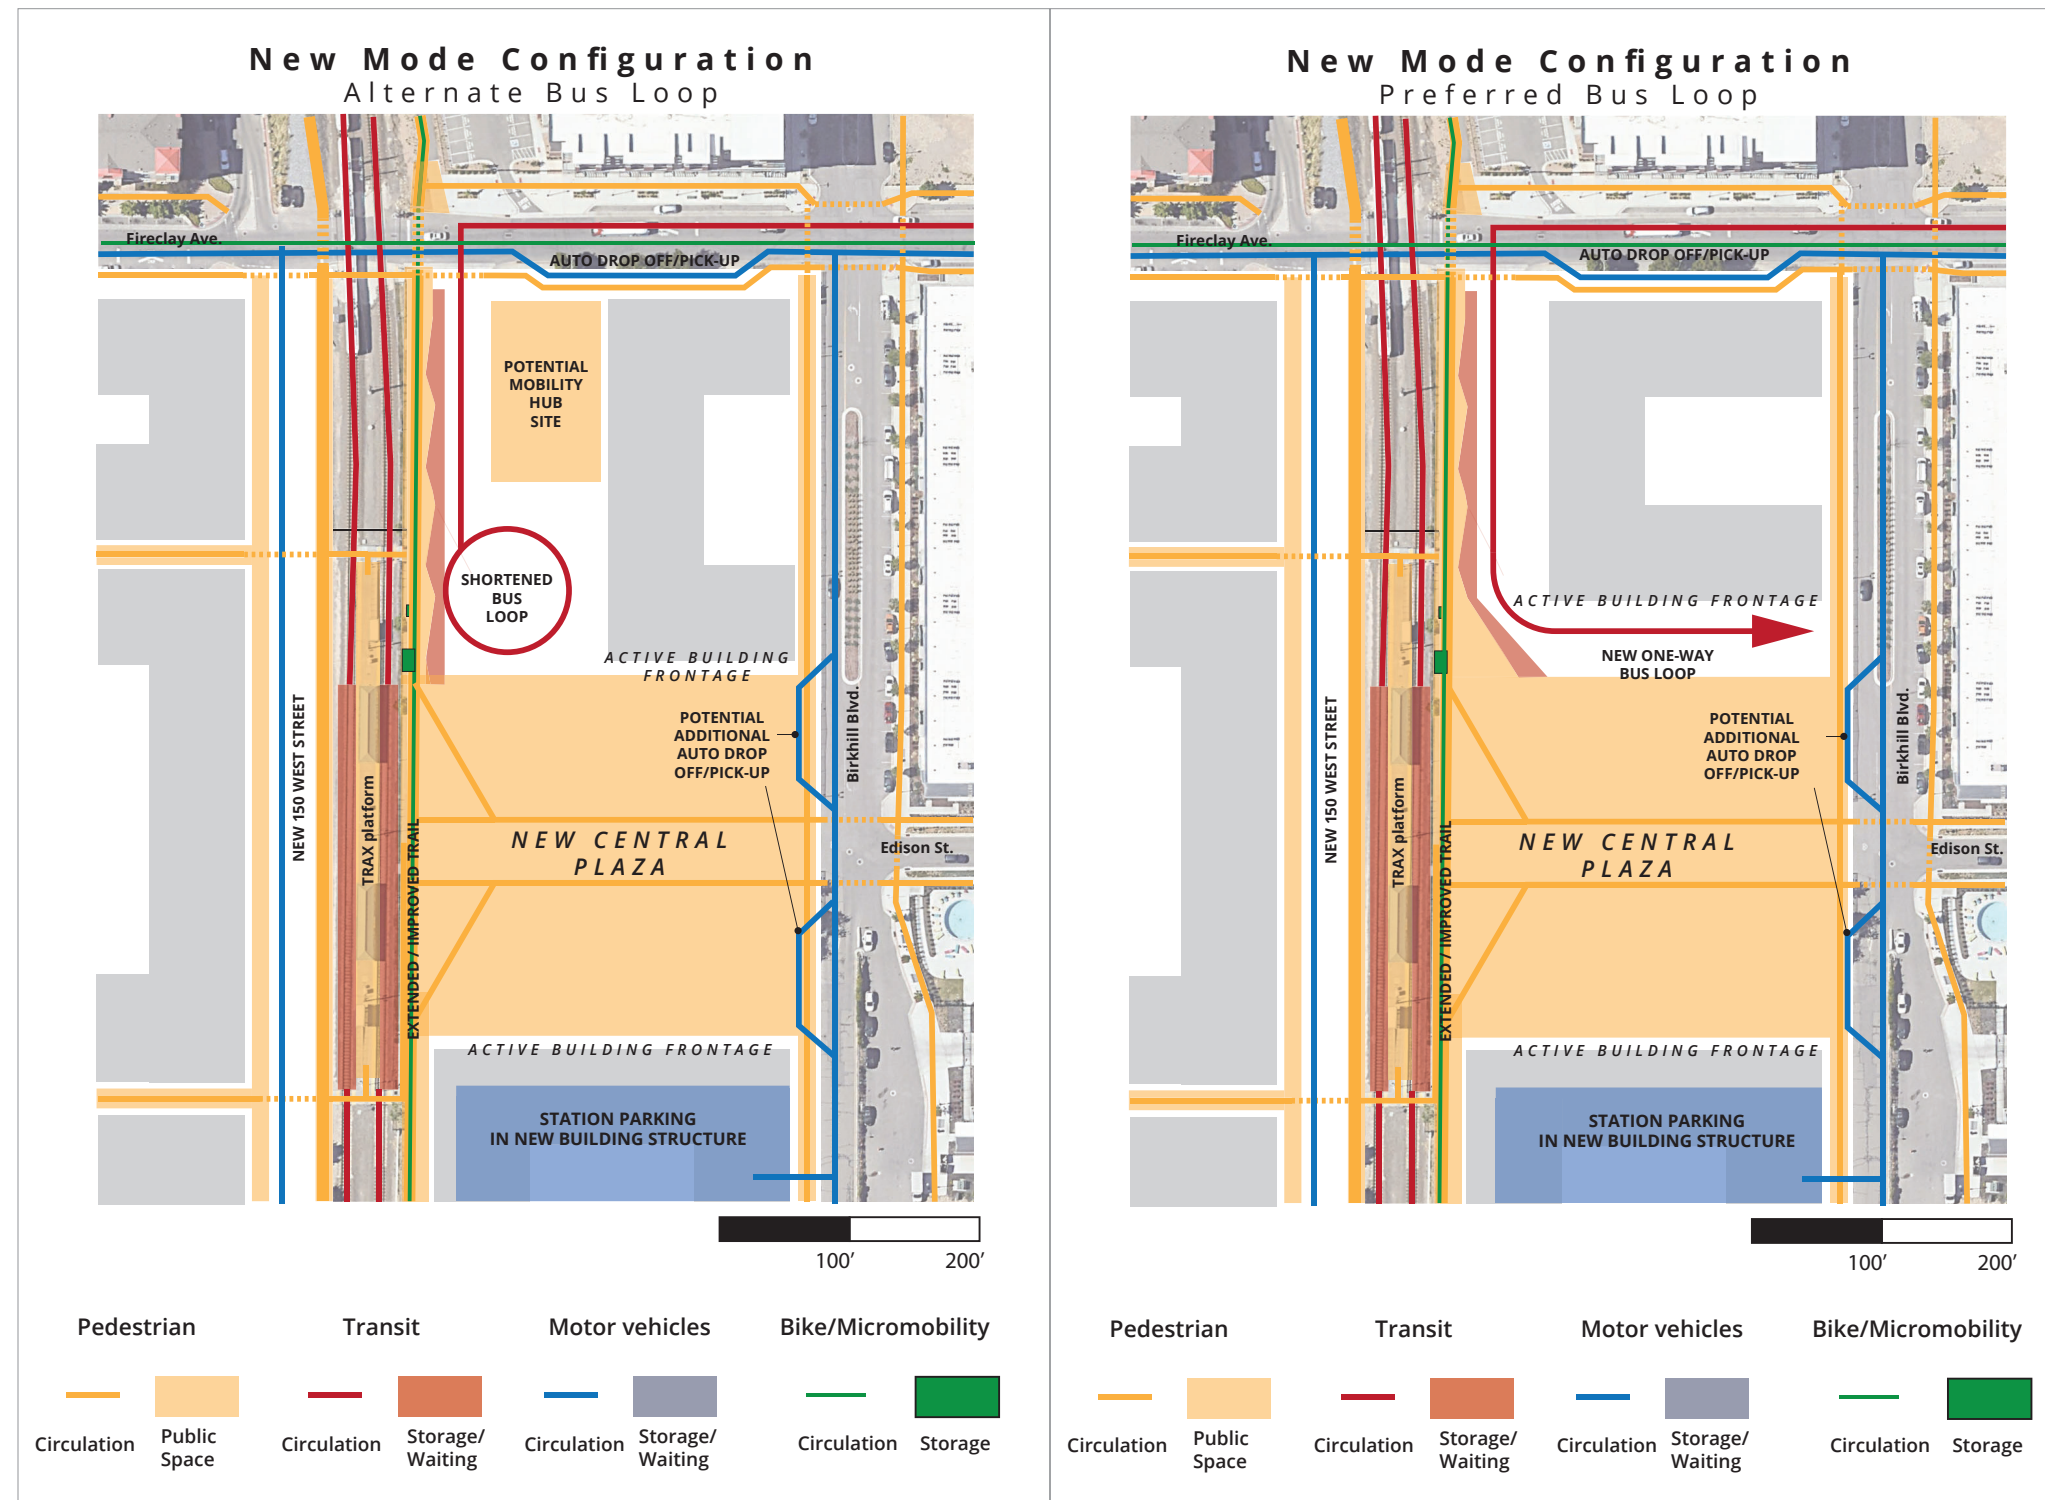 New Mode Configuration
Alternate Bus Loop
Fireclay Ave.
AUTO DROP OFF/PICK-UP
POTENTIAL
MOBILITY
HUB
SITE
SHORTENED
BUS
LOOP
ACTIVE BUILDING
FRONTAGE
POTENTIAL
ADDITIONAL
AUTO DROP
OFF/PICK-UP
Birkhill Blvd.
NEW 150 WEST STREET
TRAX platform
EXTENDED / IMPROVED TRAIL
NEW CENTRAL
PLAZA
Edison St.
ACTIVE BUILDING FRONTAGE
STATION PARKING
IN NEW BUILDING STRUCTURE
100’
200’
Pedestrian
Transit
Motor vehicles
Bike/Micromobility
Circulation
Public
Space
Circulation
Storage/
Waiting
Circulation
Storage/
Waiting
Circulation
Storage
New Mode Configuration
Preferred Bus Loop
Fireclay Ave.
AUTO DROP OFF/PICK-UP
ACTIVE BUILDING FRONTAGE
NEW ONE-WAY
BUS LOOP
POTENTIAL
ADDITIONAL
AUTO DROP
OFF/PICK-UP
Birkhill Blvd.
NEW 150 WEST STREET
TRAX platform
EXTENDED / IMPROVED TRAIL
NEW CENTRAL
PLAZA
Edison St.
ACTIVE BUILDING FRONTAGE
STATION PARKING
IN NEW BUILDING STRUCTURE
100’
200’
Pedestrian
Transit
Motor vehicles
Bike/Micromobility
Circulation
Public
Space
Circulation
Storage/
Waiting
Circulation
Storage/
Waiting
Circulation
Storage